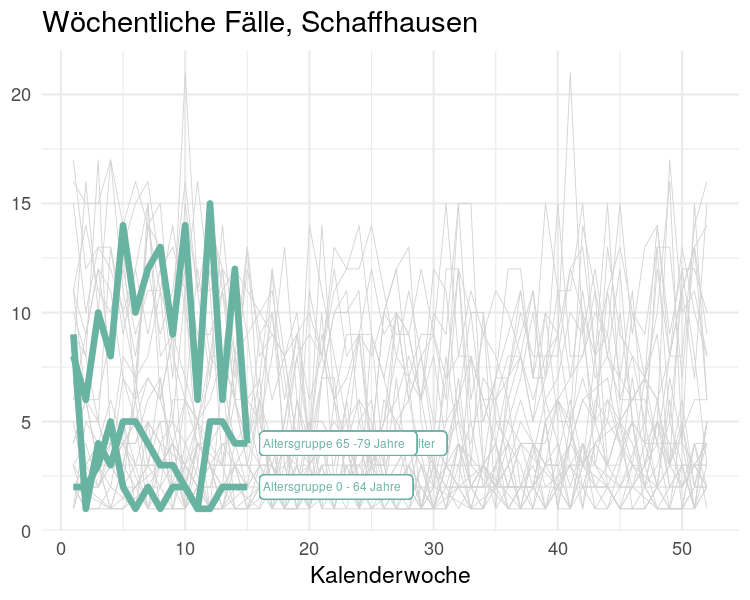 Wöchentliche Fälle, Schaffhausen
20
15
10
5
0
Altersgruppe 65 -79 Jahre lter
Altersgruppe 0 - 64 Jahre
0 10 20 30 40 50
Kalenderwoche